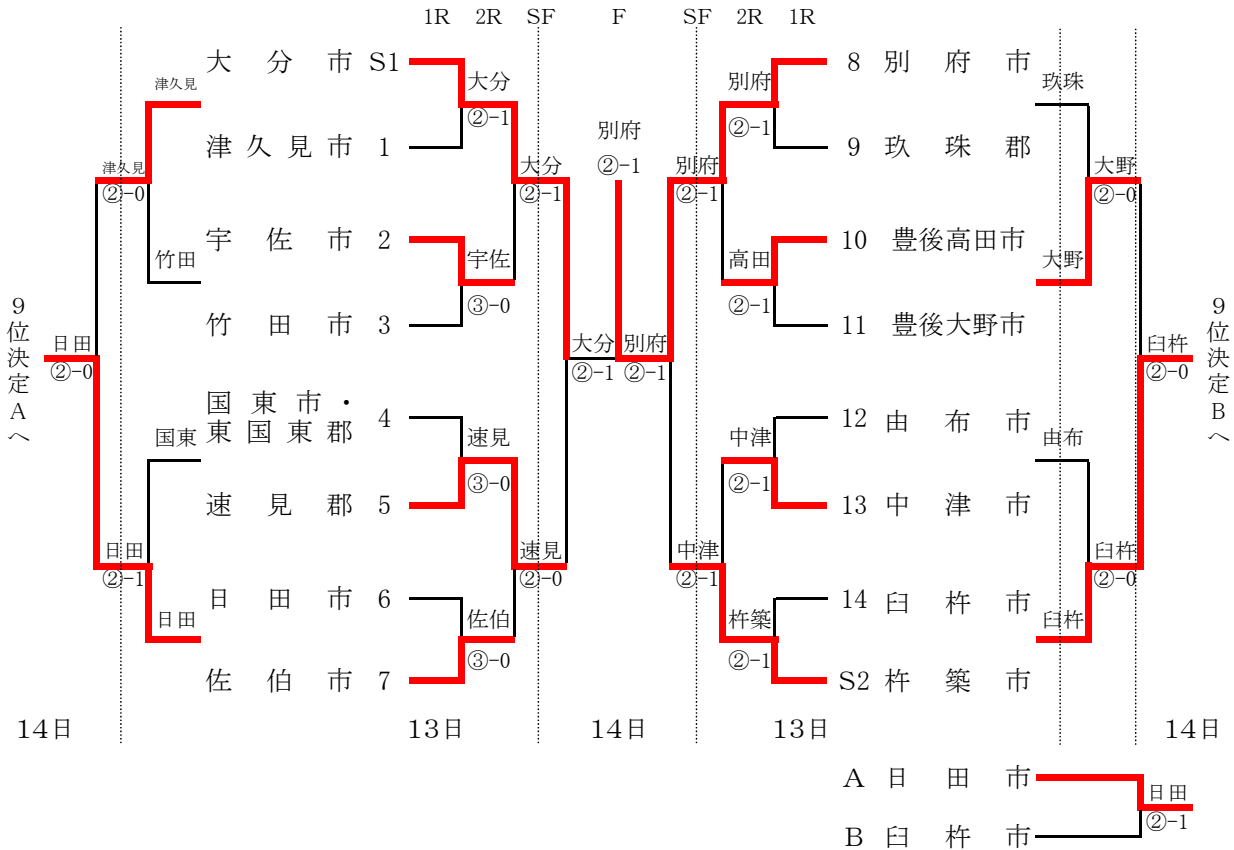 1R 2R SF F SF 2R 1R
大分市 S1
津久見市 1
宇佐市 2
竹田市 3
国東市・
東国東郡 4
速見郡 5
日田市 6
佐伯市 7
8 別府市
9 玖珠郡
10 豊後高田市
11 豊後大野市
12 由布市
13 中津市
14 臼杵市
S2 杵築市
大分
②-1
宇佐
③-0
速見
③-0
佐伯
③-0
大分
②-1
速見
②-0
大分
②-1
別府
②-1
別府
②-1
別府
②-1
中津
②-1
別府
②-1
高田
②-1
中津
②-1
杵築
②-1
津久見
竹田
国東
日田
津久見
②-0
日田
②-1
日田
②-0
9位決定Aへ
玖珠
大野
由布
臼杵
大野
②-0
臼杵
②-0
臼杵
②-0
9位決定Bへ
14日 13日 14日 13日 14日
A 日田市
B 臼杵市
日田
②-1